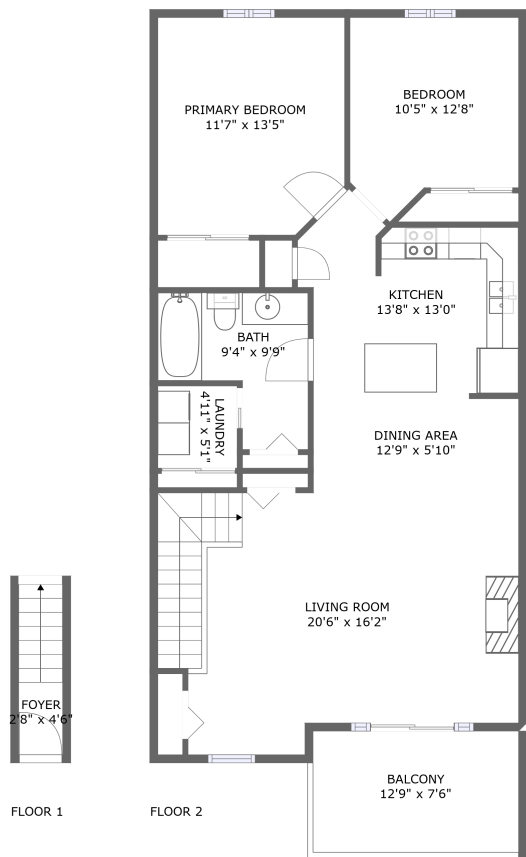 PRIMARY BEDROOM
11'7" x 13'5"
BEDROOM
10'5" x 12'8"
KITCHEN
13'8" x 13'0"
BATH
9'4" x 9'9"
LAUNDRY
4'11" x 5'1"
DINING AREA
12'9" x 5'10"
LIVING ROOM
20'6" x 16'2"
FOYER
2'8" x 4'6"
BALCONY
12'9" x 7'6"
FLOOR 1
FLOOR 2